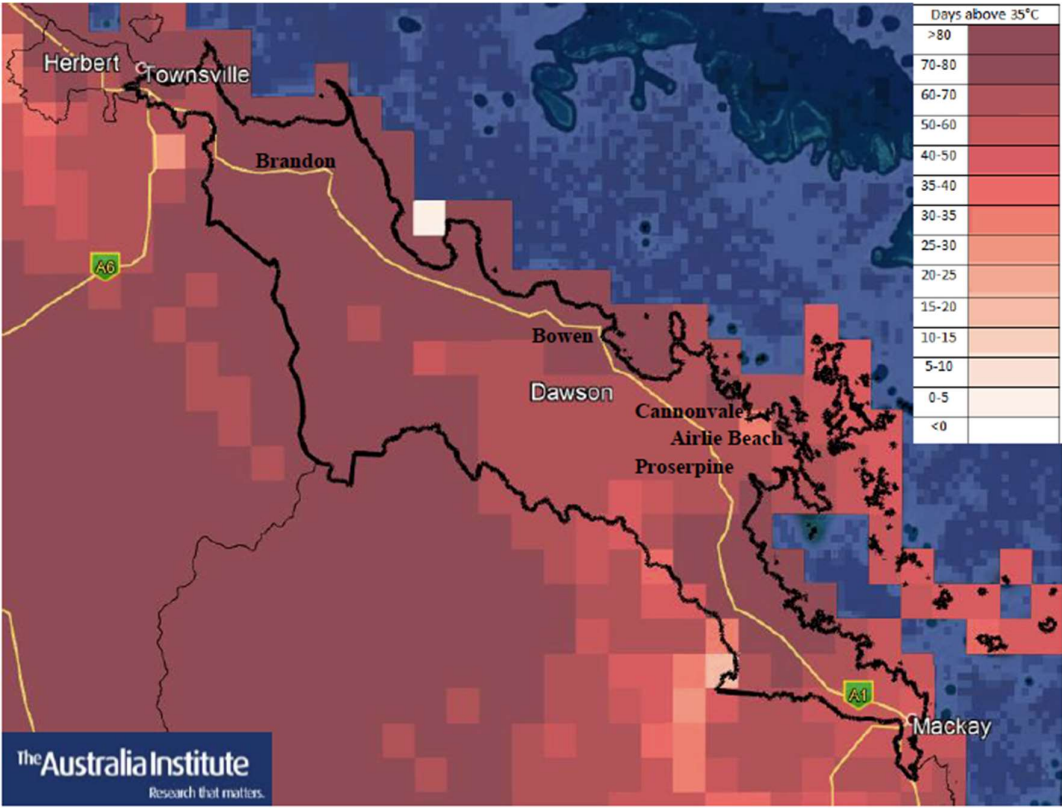 Days above 35°C
>80
70-80
60-70
50-60
40-50
35-40
30-35
25-30
20-25
15-20
10-15
5-10
0-5
<0
Herbert
Townsville
Brandon
A6
Bowen
Dawson
Cannonvale
Airlie Beach
Proserpine
A1
Mackay
The Australia Institute
Research that matters.